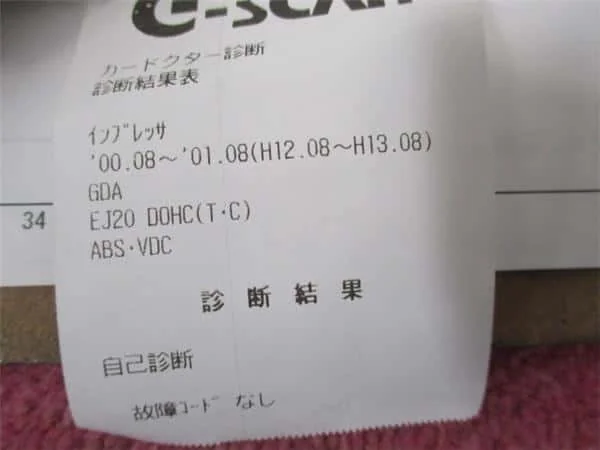 G-SCAN
カードクター診断
診断結果表
ｲﾝﾌﾟﾚｯｻ
'00.08～'01.08(H12.08～H13.08)
GDA
34
EJ20 DOHC(T･C)
ABS･VDC
診断結果
自己診断
故障ｺｰﾄﾞ なし